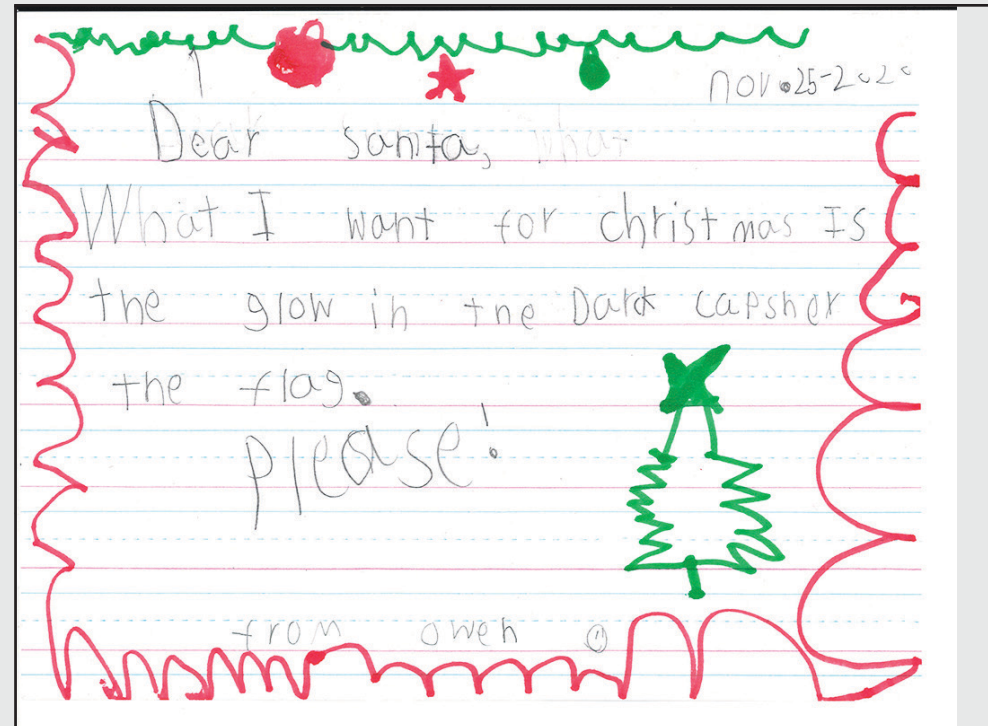 nov.25-2020
Dear santa, what
What I want for christmas Is
the glow in the Dark capsher
the flag.
please!
from owen